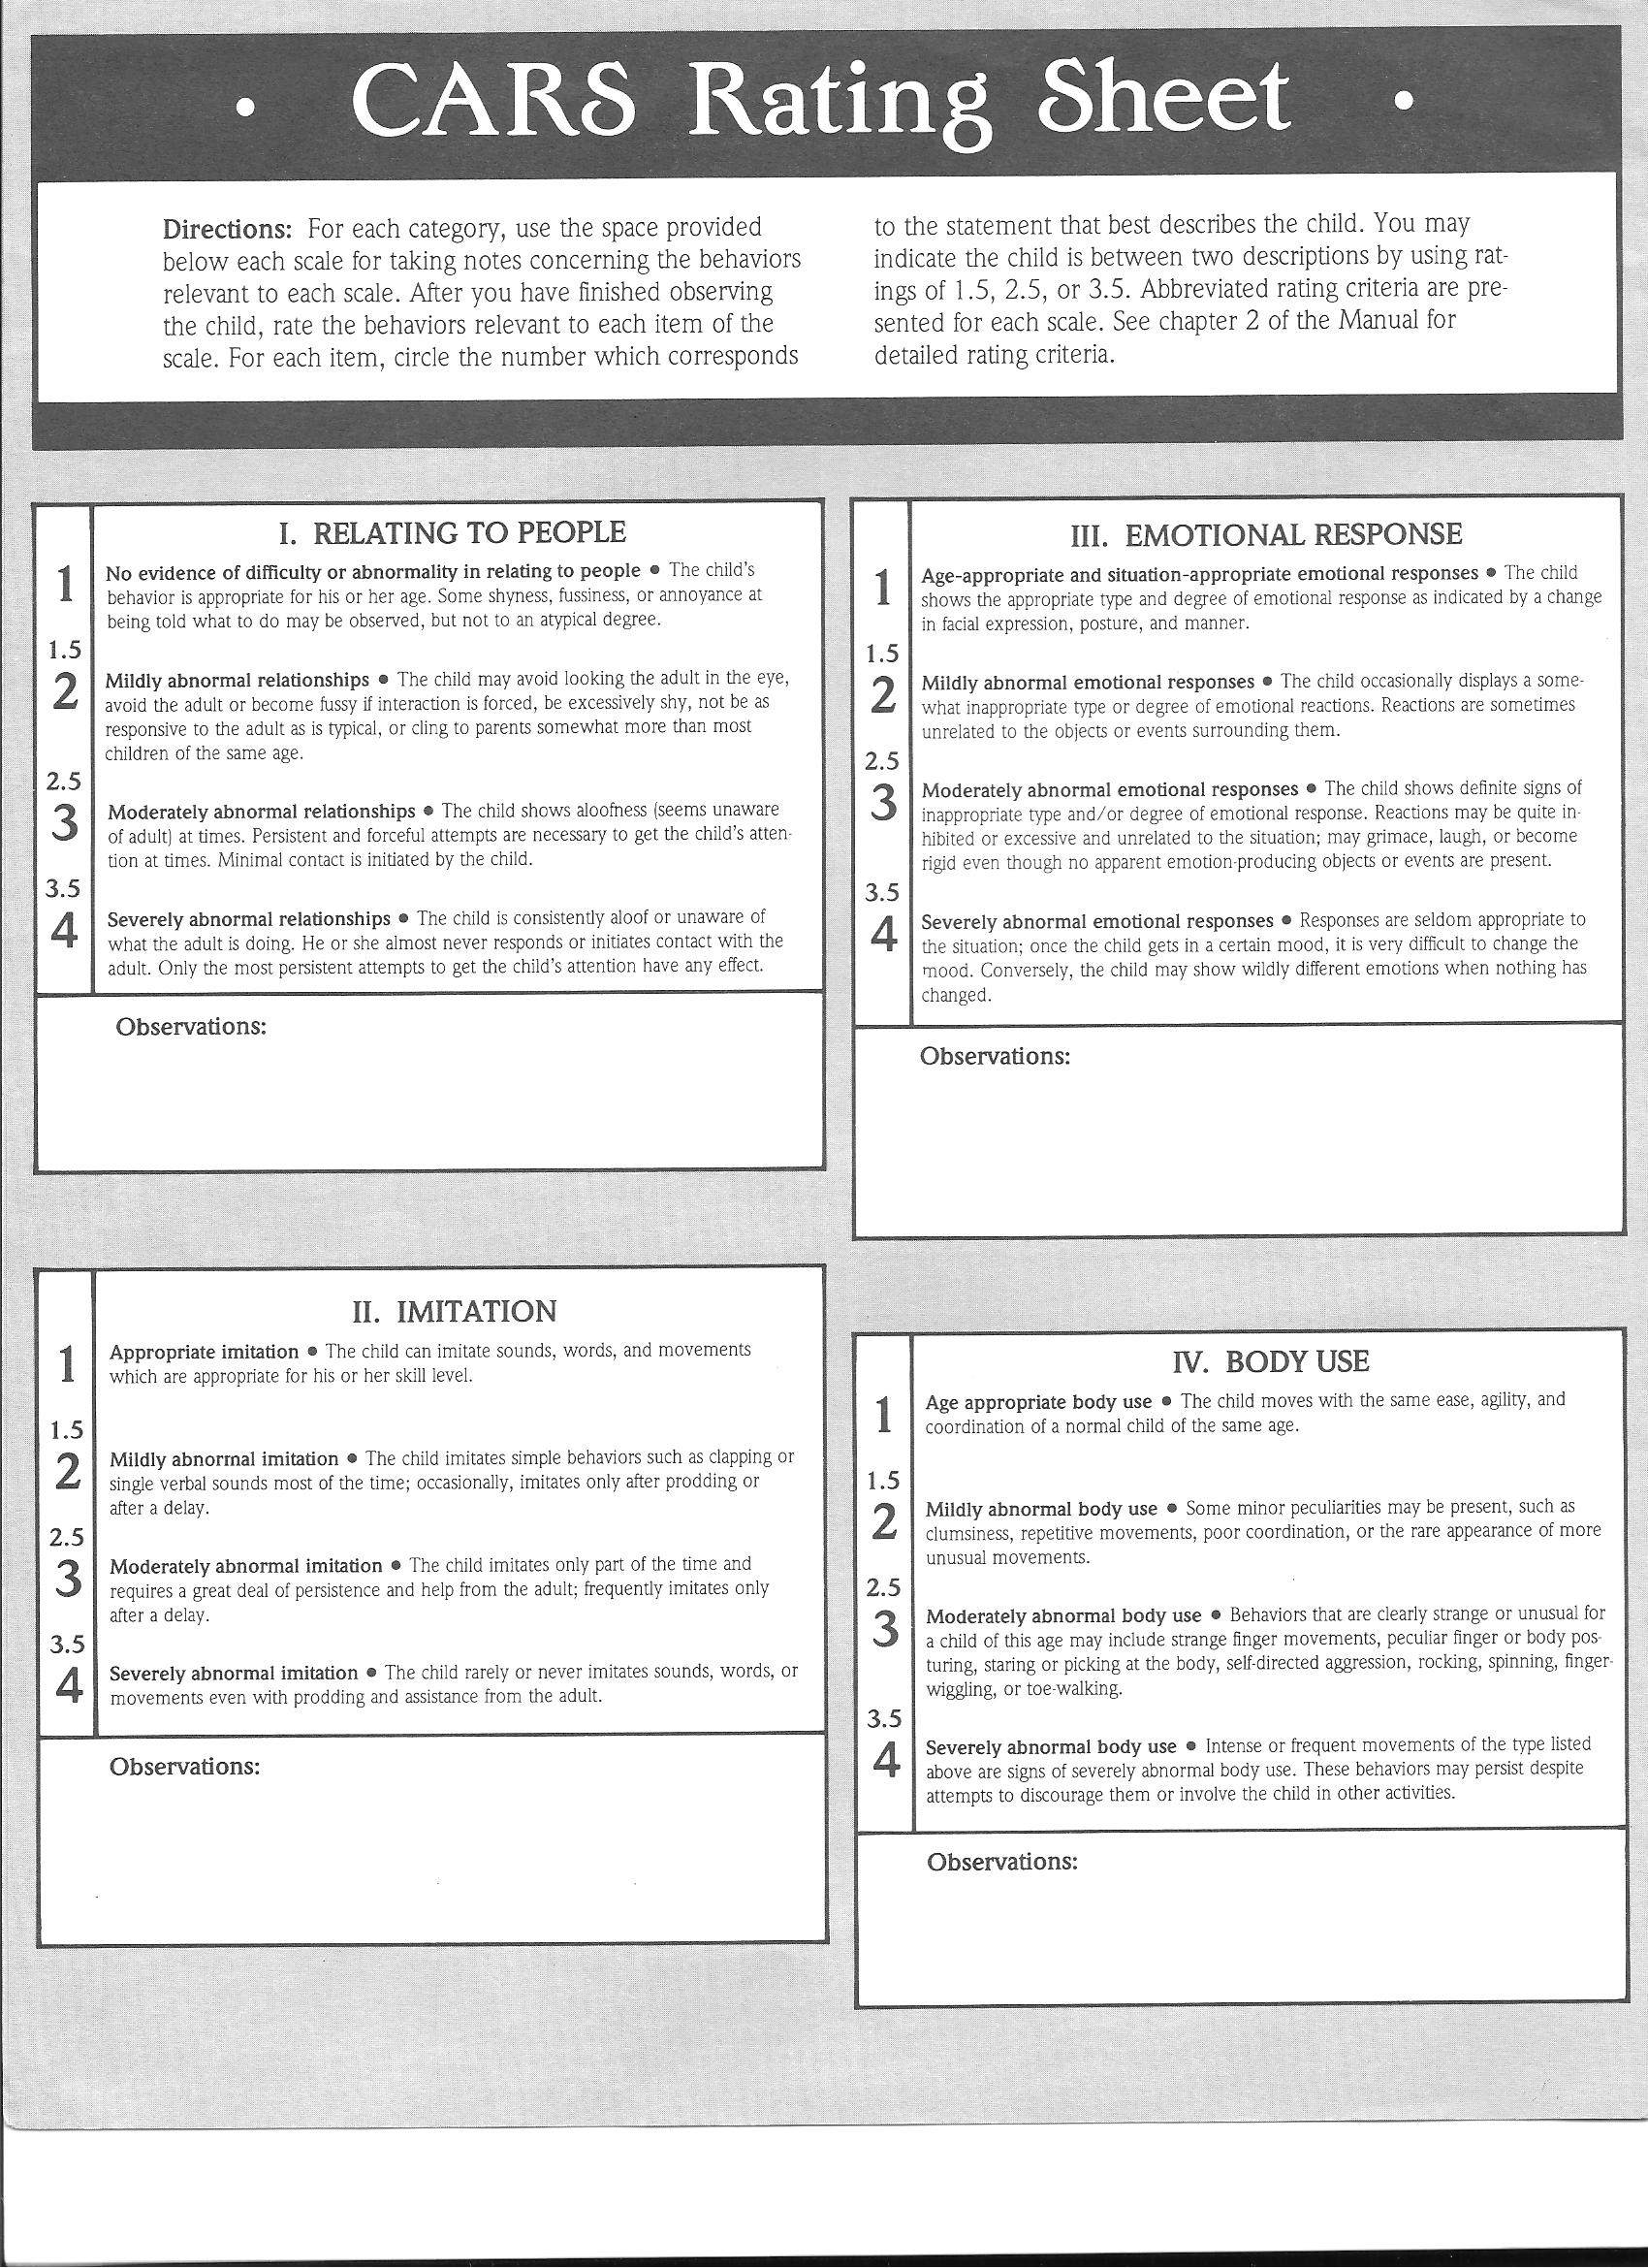 • CARS Rating Sheet •
Directions: For each category, use the space provided
below each scale for taking notes concerning the behaviors
relevant to each scale. After you have finished observing
the child, rate the behaviors relevant to each item of the
scale. For each item, circle the number which corresponds
to the statement that best describes the child. You may
indicate the child is between two descriptions by using rat-
ings of 1.5, 2.5, or 3.5. Abbreviated rating criteria are pre-
sented for each scale. See chapter 2 of the Manual for
detailed rating criteria.
I. RELATING TO PEOPLE
1 No evidence of difficulty or abnormality in relating to people • The child's
behavior is appropriate for his or her age. Some shyness, fussiness, or annoyance at
being told what to do may be observed, but not to an atypical degree.
1.5
2 Mildly abnormal relationships • The child may avoid looking the adult in the eye,
avoid the adult or become fussy if interaction is forced, be excessively shy, not be as
responsive to the adult as is typical, or cling to parents somewhat more than most
children of the same age.
2.5
3 Moderately abnormal relationships • The child shows aloofness (seems unaware
of adult) at times. Persistent and forceful attempts are necessary to get the child's atten-
tion at times. Minimal contact is initiated by the child.
3.5
4 Severely abnormal relationships • The child is consistently aloof or unaware of
what the adult is doing. He or she almost never responds or initiates contact with the
adult. Only the most persistent attempts to get the child's attention have any effect.
Observations:
II. IMITATION
1 Appropriate imitation • The child can imitate sounds, words, and movements
which are appropriate for his or her skill level.
1.5
2 Mildly abnormal imitation • The child imitates simple behaviors such as clapping or
single verbal sounds most of the time; occasionally, imitates only after prodding or
after a delay.
2.5
3 Moderately abnormal imitation • The child imitates only part of the time and
requires a great deal of persistence and help from the adult; frequently imitates only
after a delay.
3.5
4 Severely abnormal imitation • The child rarely or never imitates sounds, words, or
movements even with prodding and assistance from the adult.
Observations:
III. EMOTIONAL RESPONSE
1 Age-appropriate and situation-appropriate emotional responses • The child
shows the appropriate type and degree of emotional response as indicated by a change
in facial expression, posture, and manner.
1.5
2 Mildly abnormal emotional responses • The child occasionally displays a some-
what inappropriate type or degree of emotional reactions. Reactions are sometimes
unrelated to the objects or events surrounding them.
2.5
3 Moderately abnormal emotional responses • The child shows definite signs of
inappropriate type and/or degree of emotional response. Reactions may be quite in-
hibited or excessive and unrelated to the situation; may grimace, laugh, or become
rigid even though no apparent emotion-producing objects or events are present.
3.5
4 Severely abnormal emotional responses • Responses are seldom appropriate to
the situation; once the child gets in a certain mood, it is very difficult to change the
mood. Conversely, the child may show wildly different emotions when nothing has
changed.
Observations:
IV. BODY USE
1 Age appropriate body use • The child moves with the same ease, agility, and
coordination of a normal child of the same age.
1.5
2 Mildly abnormal body use • Some minor peculiarities may be present, such as
clumsiness, repetitive movements, poor coordination, or the rare appearance of more
unusual movements.
2.5
3 Moderately abnormal body use • Behaviors that are clearly strange or unusual for
a child of this age may include strange finger movements, peculiar finger or body pos-
turing, staring or picking at the body, self-directed aggression, rocking, spinning, finger-
wiggling, or toe-walking.
3.5
4 Severely abnormal body use • Intense or frequent movements of the type listed
above are signs of severely abnormal body use. These behaviors may persist despite
attempts to discourage them or involve the child in other activities.
Observations: